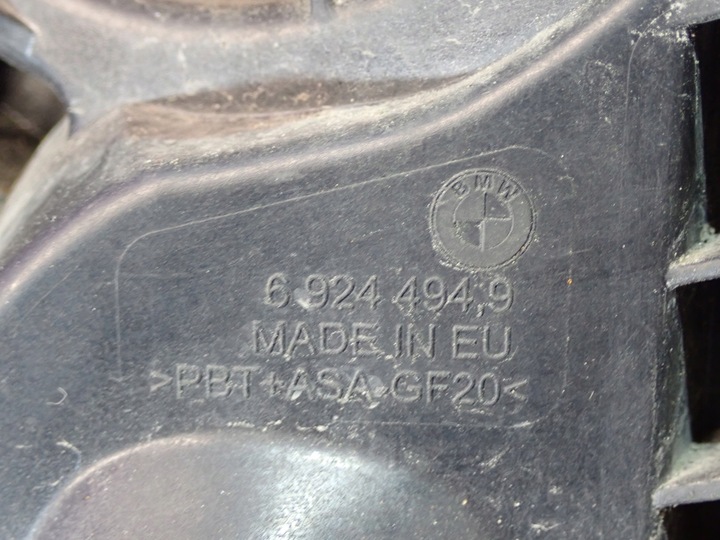 BMW
6 924 494,9
MADE IN EU
>PBT+ASA-GF20<